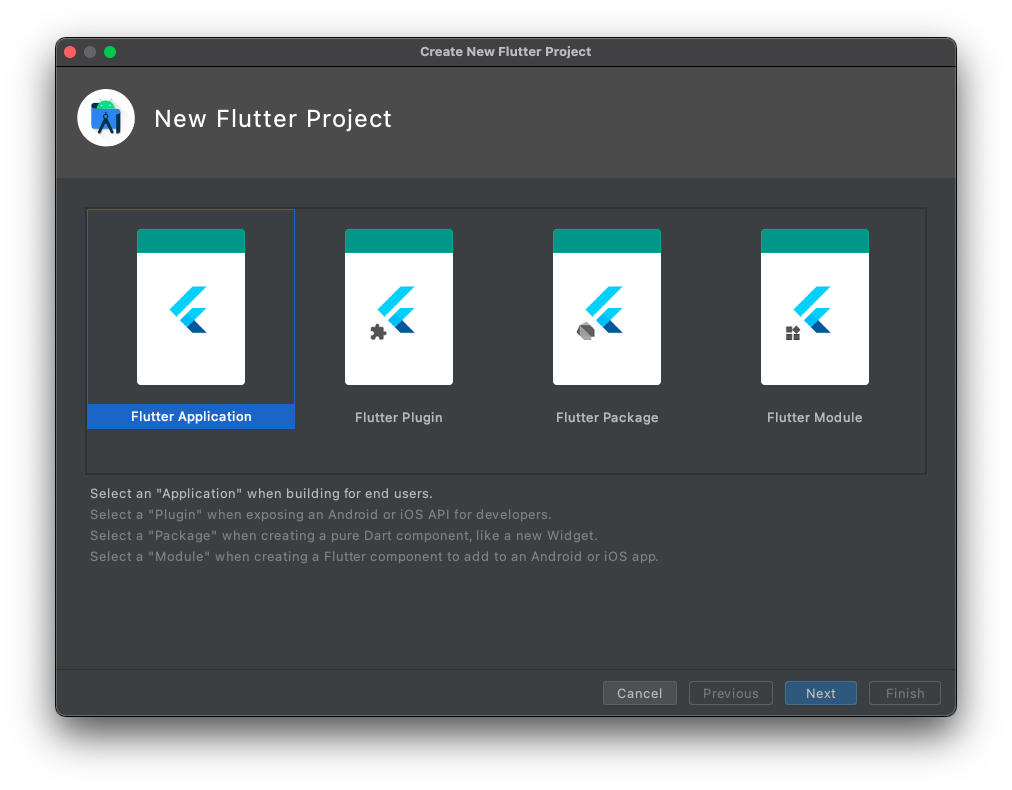 Create New Flutter Project
New Flutter Project
Flutter Application
Flutter Plugin
Flutter Package
Flutter Module
Select an "Application" when building for end users.
Select a "Plugin" when exposing an Android or iOS API for developers.
Select a "Package" when creating a pure Dart component, like a new Widget.
Select a "Module" when creating a Flutter component to add to an Android or iOS app.
Cancel
Previous
Next
Finish